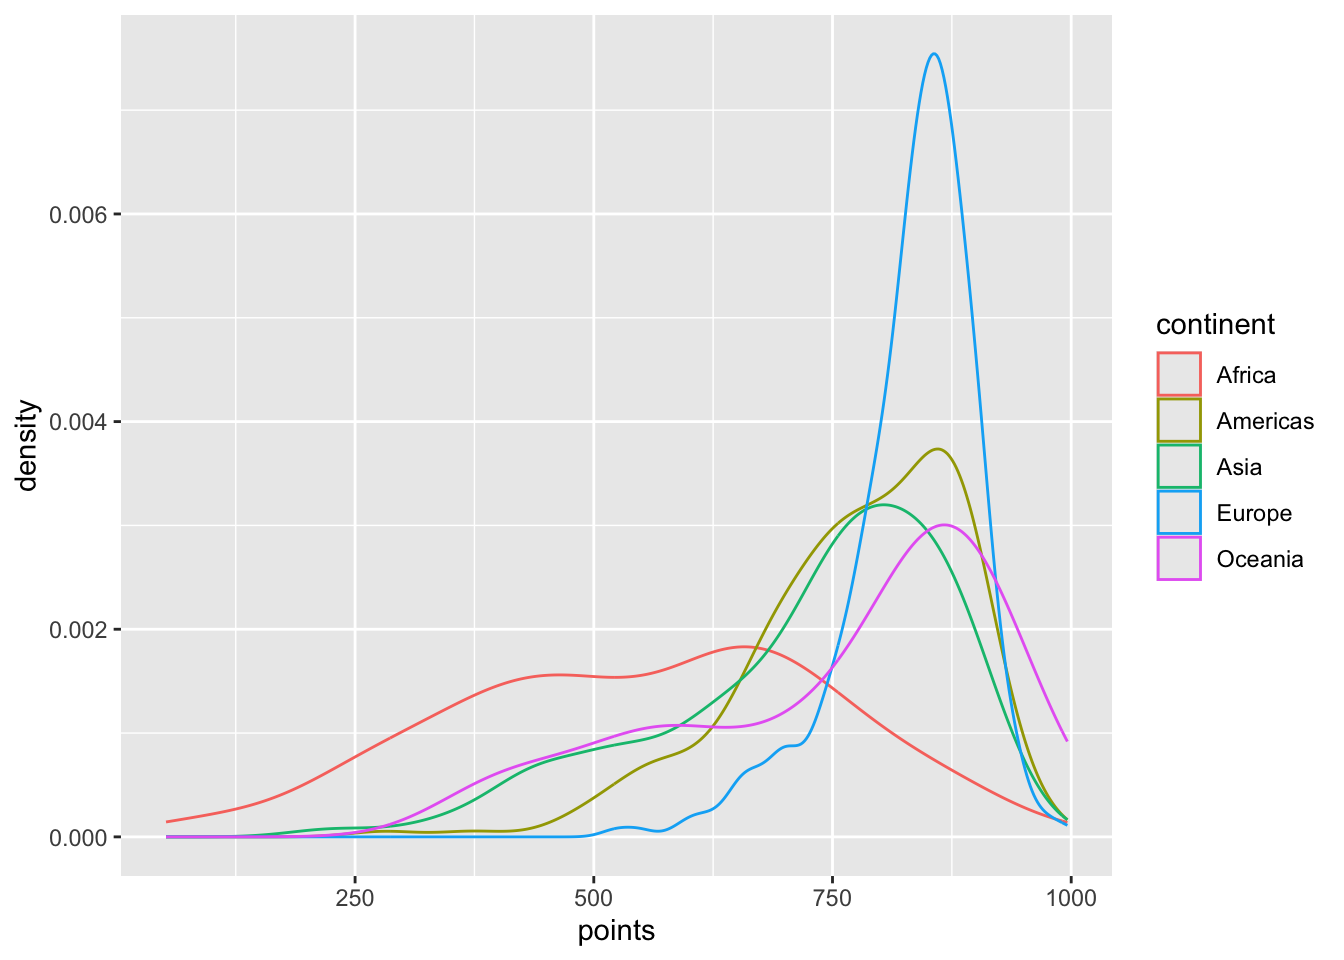 0.006
0.004
0.002
0.000
density
250 500 750 1000
points
continent
Africa
Americas
Asia
Europe
Oceania